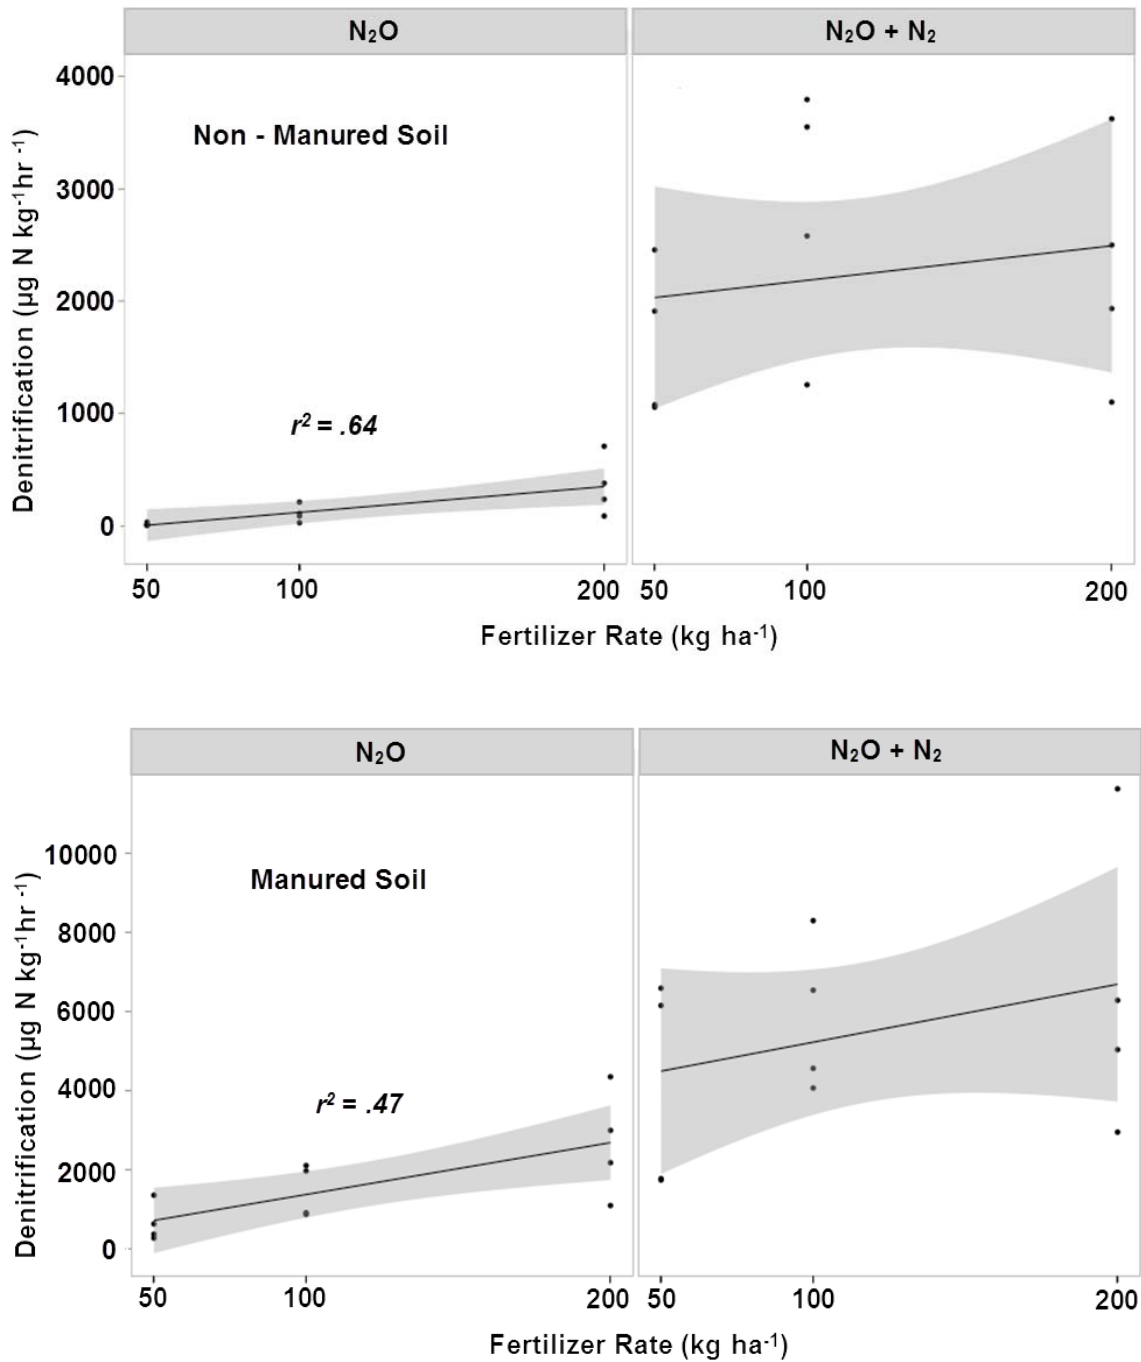 N₂O N₂O + N₂
4000
3000
2000
1000
0
Denitrification (µg N kg⁻¹hr ⁻¹)
Non - Manured Soil
r² = .64
50 100 200 50 100 200
Fertilizer Rate (kg ha⁻¹)
N₂O N₂O + N₂
10000
8000
6000
4000
2000
0
Denitrification (µg N kg⁻¹hr ⁻¹)
Manured Soil
r² = .47
50 100 200 50 100 200
Fertilizer Rate (kg ha⁻¹)